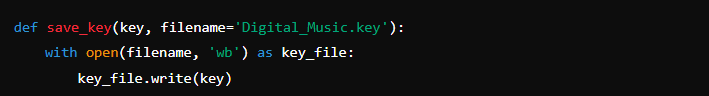 def save_key(key, filename='Digital_Music.key'):
    with open(filename, 'wb') as key_file:
        key_file.write(key)